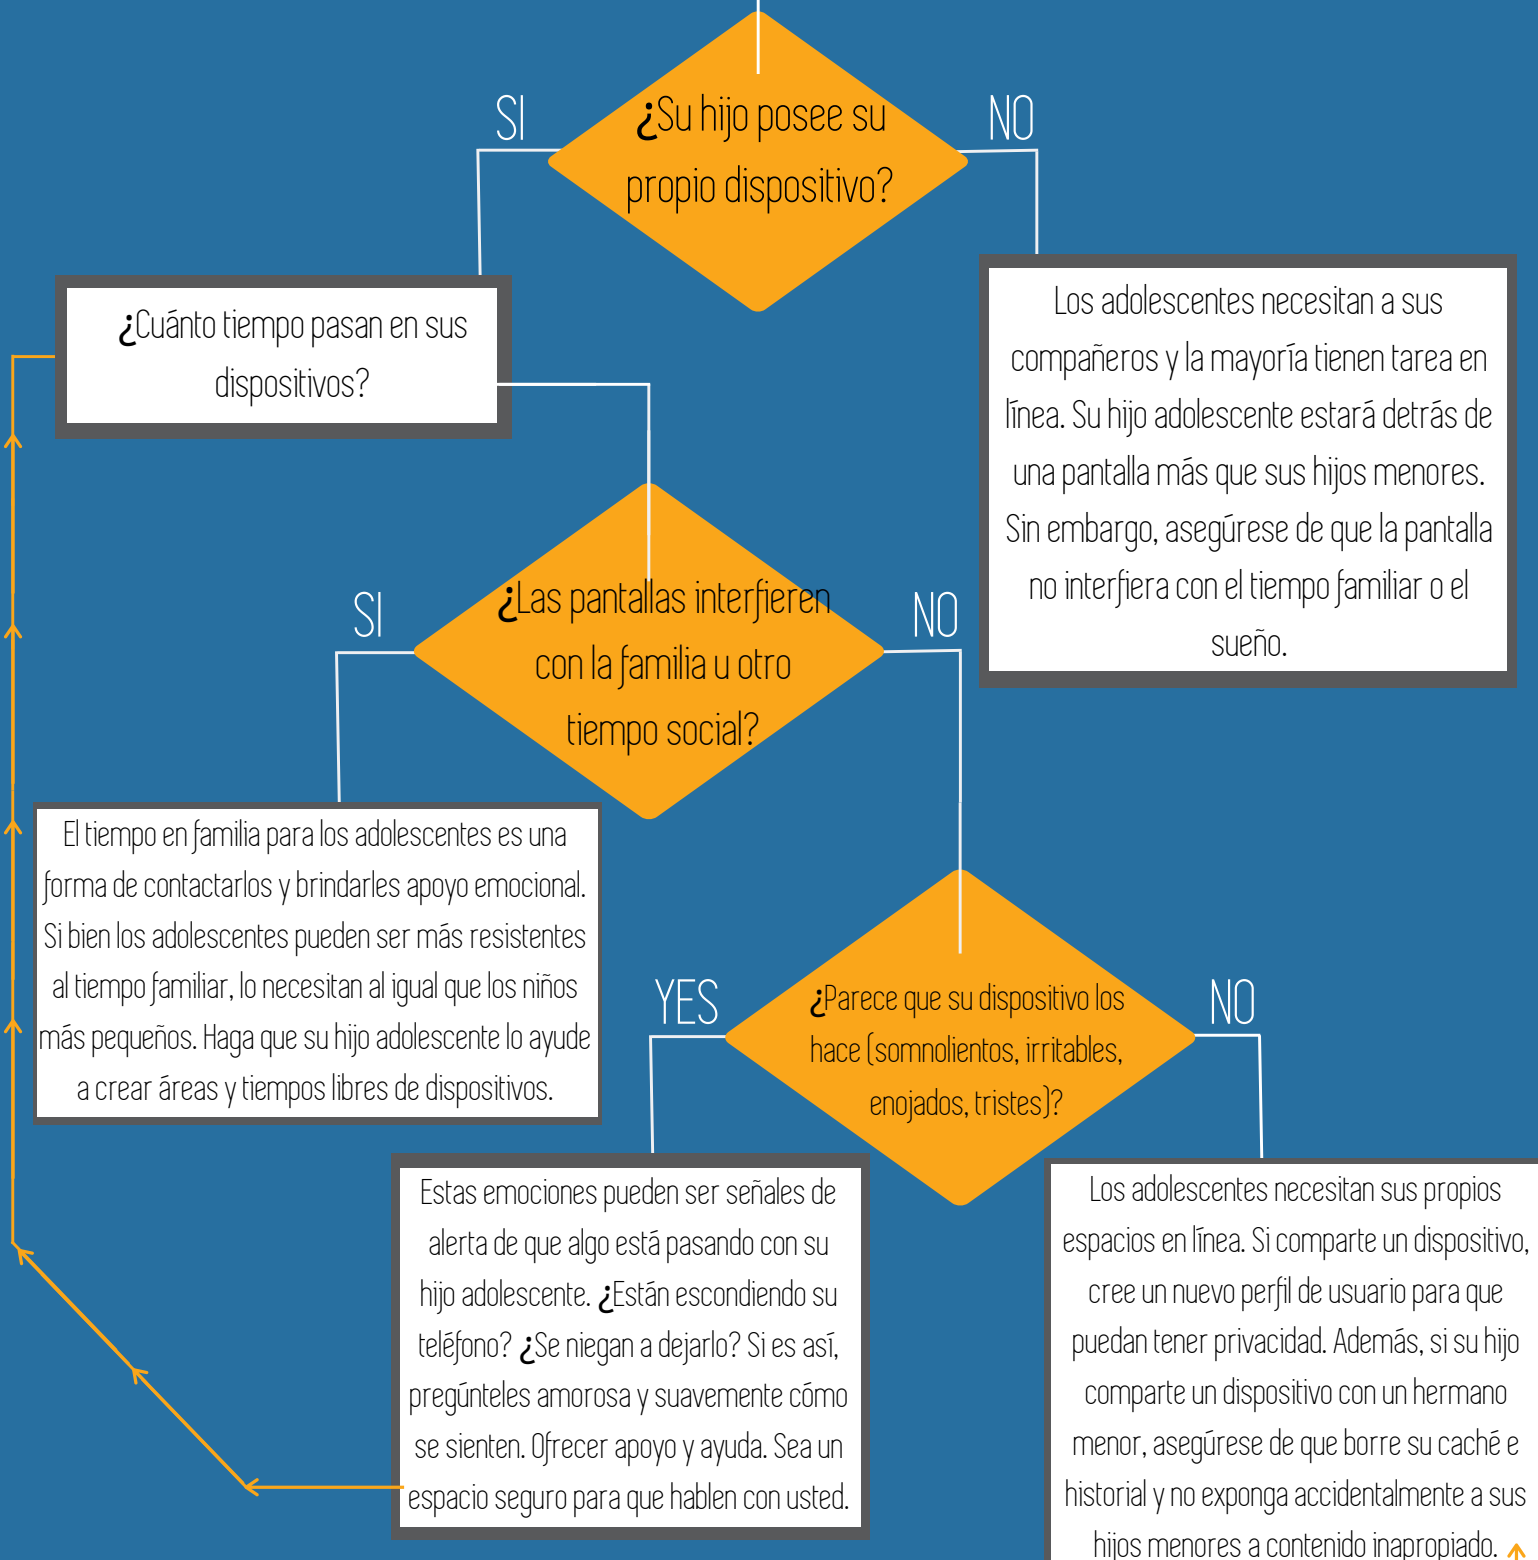 ¿Su hijo posee su
propio dispositivo?
SI
NO
¿Cuánto tiempo pasan en sus
dispositivos?
Los adolescentes necesitan a sus
compañeros y la mayoría tienen tarea en
línea. Su hijo adolescente estará detrás de
una pantalla más que sus hijos menores.
Sin embargo, asegúrese de que la pantalla
no interfiera con el tiempo familiar o el
sueño.
¿Las pantallas interfieren
con la familia u otro
tiempo social?
SI
NO
El tiempo en familia para los adolescentes es una
forma de contactarlos y brindarles apoyo emocional.
Si bien los adolescentes pueden ser más resistentes
al tiempo familiar, lo necesitan al igual que los niños
más pequeños. Haga que su hijo adolescente lo ayude
a crear áreas y tiempos libres de dispositivos.
¿Parece que su dispositivo los
hace (somnolientos, irritables,
enojados, tristes)?
YES
NO
Estas emociones pueden ser señales de
alerta de que algo está pasando con su
hijo adolescente. ¿Están escondiendo su
teléfono? ¿Se niegan a dejarlo? Si es así,
pregúnteles amorosa y suavemente cómo
se sienten. Ofrecer apoyo y ayuda. Sea un
espacio seguro para que hablen con usted.
Los adolescentes necesitan sus propios
espacios en línea. Si comparte un dispositivo,
cree un nuevo perfil de usuario para que
puedan tener privacidad. Además, si su hijo
comparte un dispositivo con un hermano
menor, asegúrese de que borre su caché e
historial y no exponga accidentalmente a sus
hijos menores a contenido inapropiado.